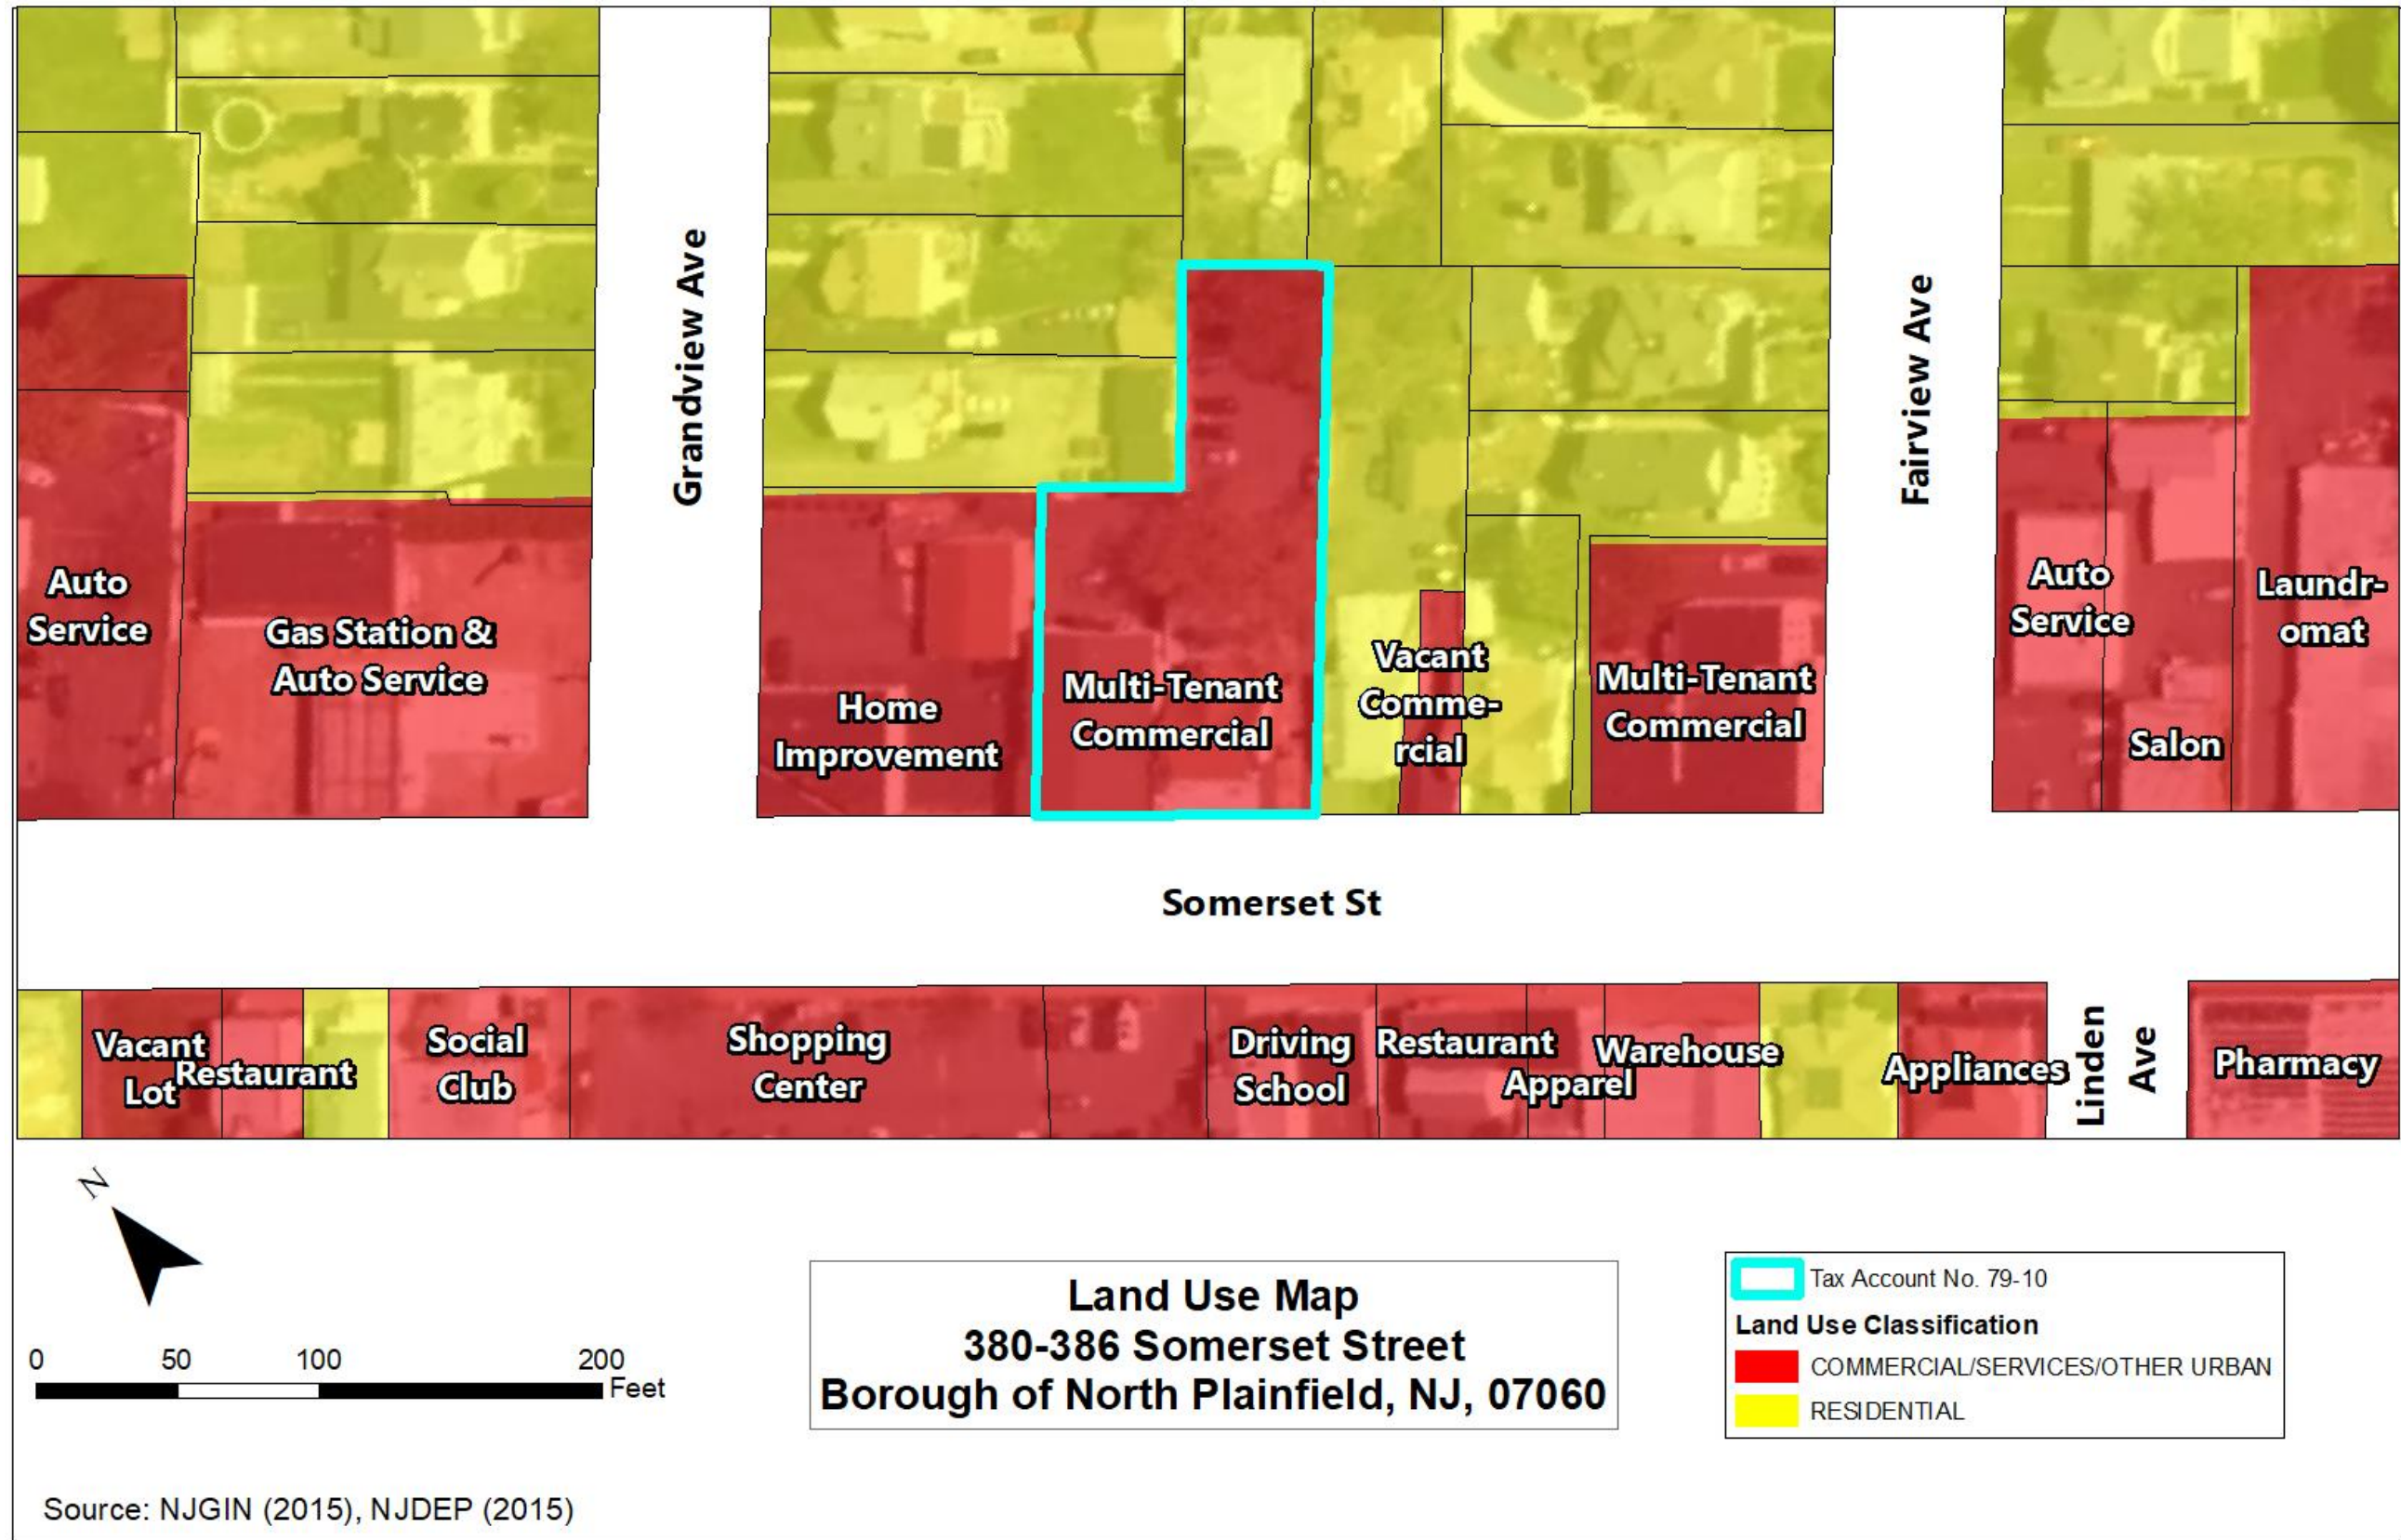 Grandview Ave
Fairview Ave
Auto
Service
Gas Station &
Auto Service
Home
Improvement
Multi-Tenant
Commercial
Vacant
Comme-
rcial
Multi-Tenant
Commercial
Auto
Service
Salon
Laundr-
omat
Somerset St
Vacant
Lot
Restaurant
Social
Club
Shopping
Center
Driving
School
Restaurant
Apparel
Warehouse
Appliances
Linden
Ave
Pharmacy
N
0 50 100 200
Feet
Land Use Map
380-386 Somerset Street
Borough of North Plainfield, NJ, 07060
Tax Account No. 79-10
Land Use Classification
COMMERCIAL/SERVICES/OTHER URBAN
RESIDENTIAL
Source: NJGIN (2015), NJDEP (2015)